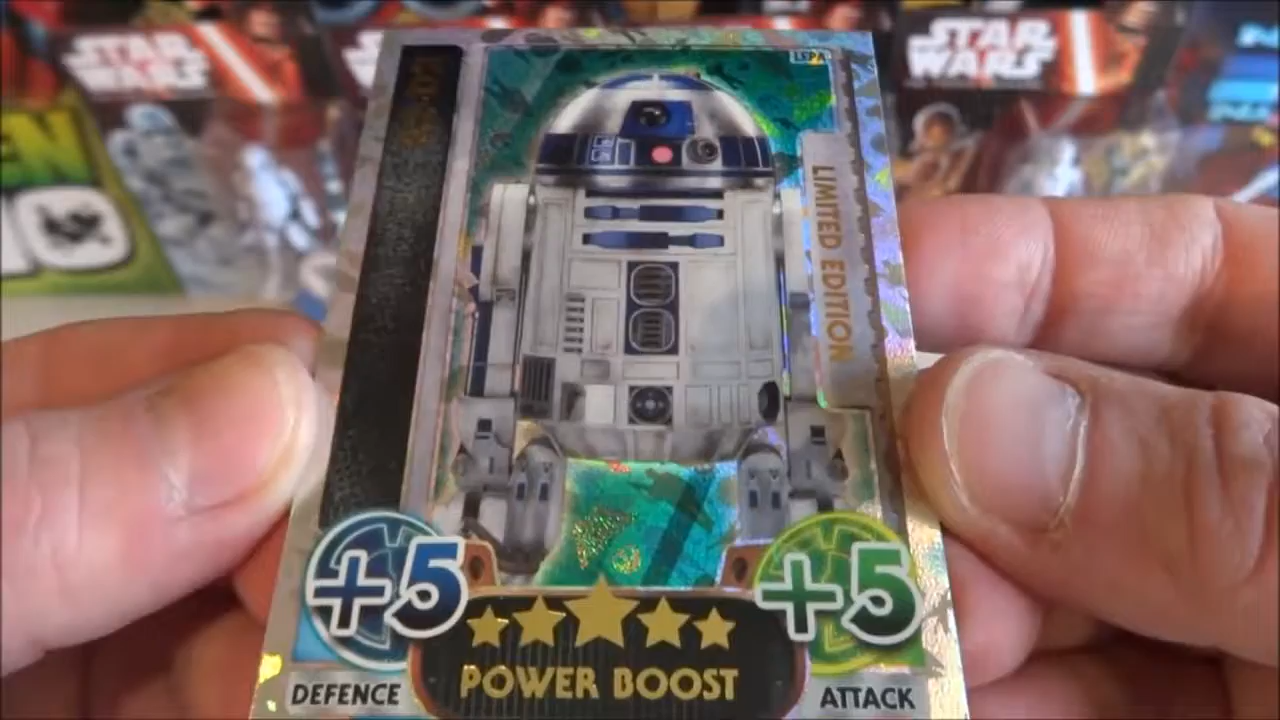 STAR
WARS
STAR
WARS
LIMITED EDITION
+5
+5
POWER BOOST
DEFENCE
ATTACK